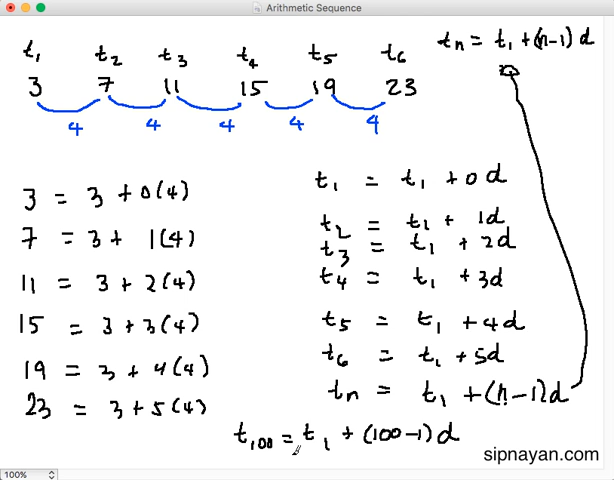 Arithmetic Sequence
t₁ t₂ t₃ t₄ t₅ t₆
tₙ = t₁ + (n-1)d
3 7 11 15 19 23
4 4 4 4 4
3 = 3 + 0(4)
7 = 3 + 1(4)
11 = 3 + 2(4)
15 = 3 + 3(4)
19 = 3 + 4(4)
23 = 3 + 5(4)
t₁ = t₁ + 0d
t₂ = t₁ + 1d
t₃ = t₁ + 2d
t₄ = t₁ + 3d
t₅ = t₁ + 4d
t₆ = t₁ + 5d
tₙ = t₁ + (n-1)d
t₁₀₀ = t₁ + (100-1)d
sipnayan.com
100%